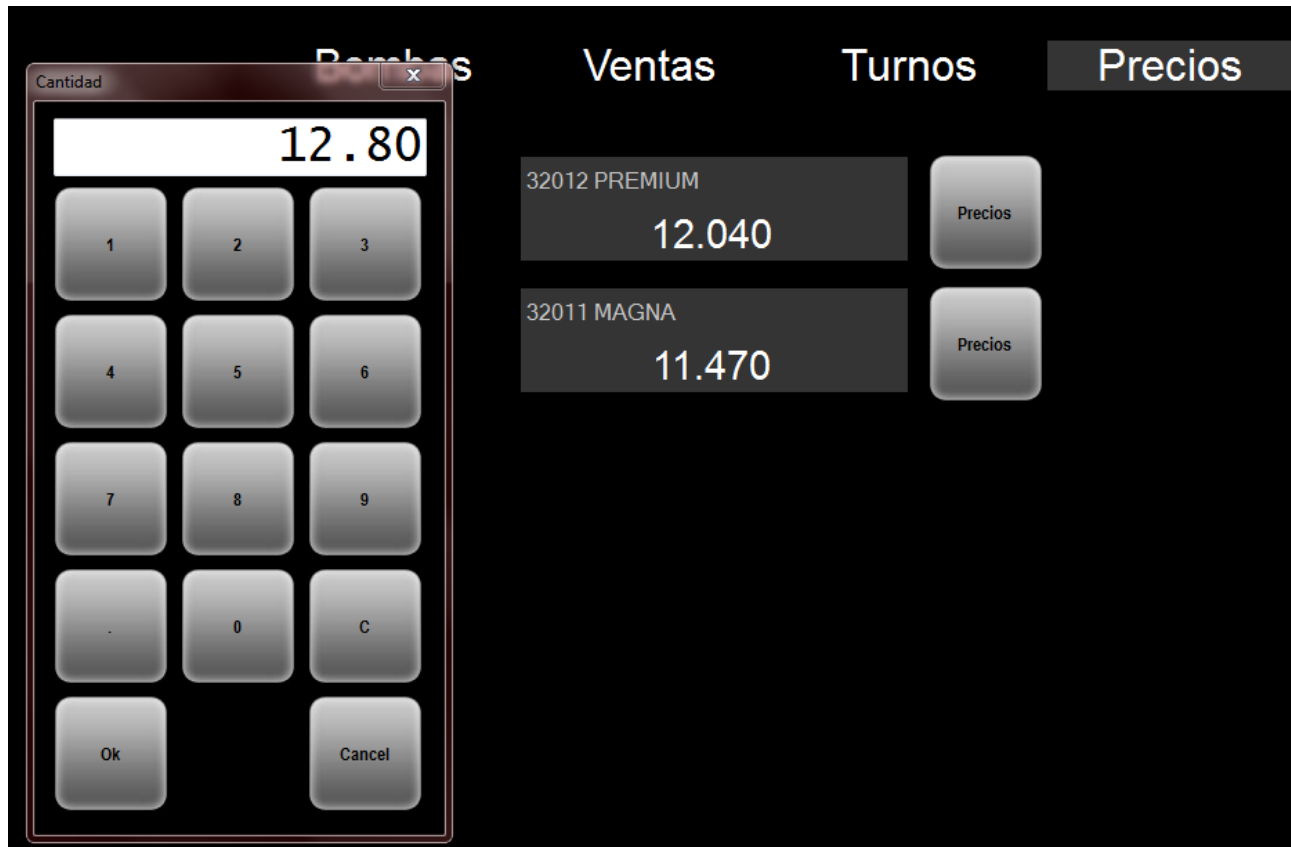 Bombas Ventas Turnos Precios
Cantidad x
12.80
1 2 3
4 5 6
7 8 9
. 0 C
Ok Cancel
32012 PREMIUM
12.040
Precios
32011 MAGNA
11.470
Precios